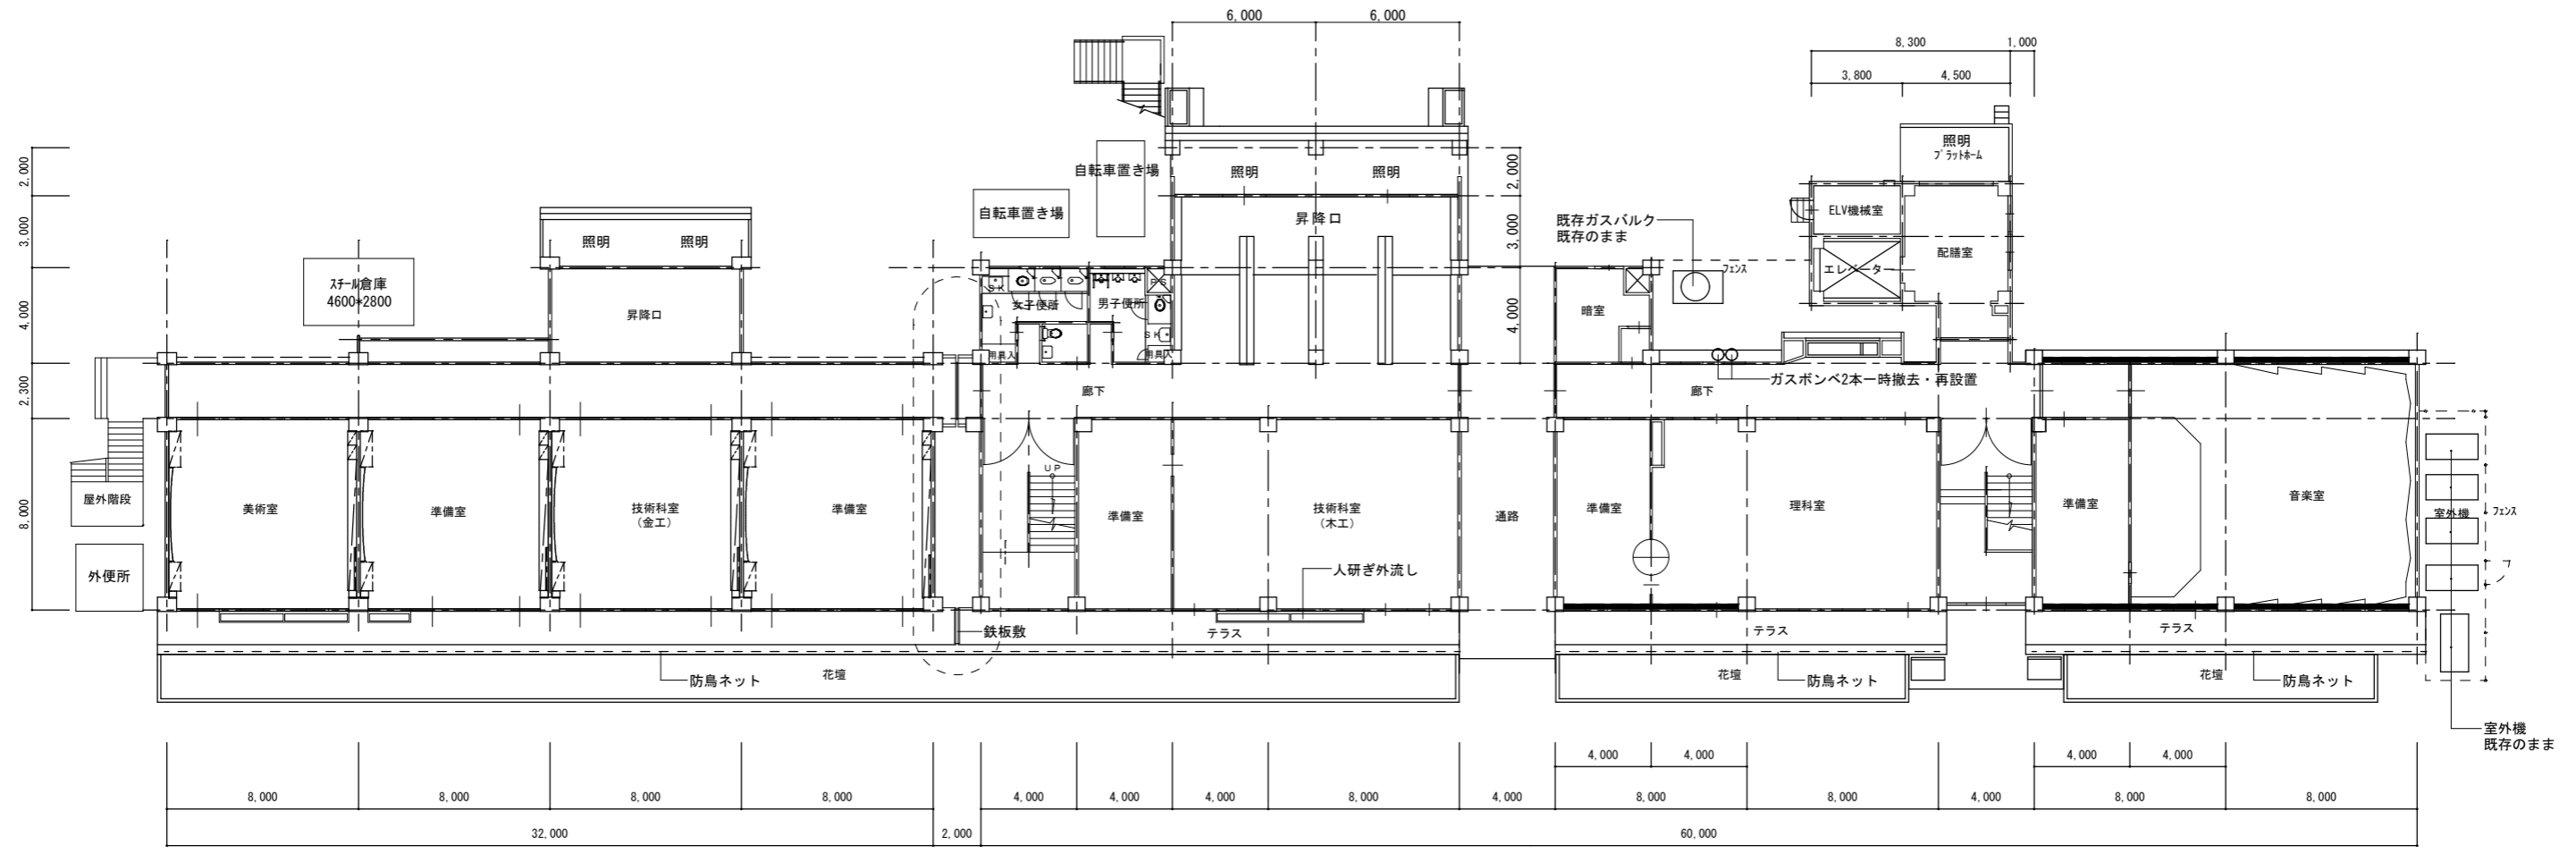 6,000
6,000
8,300
1,000
3,800
4,500
2,000
3,000
4,000
2,300
8,000
2,000
3,000
4,000
照明
照明
照明
照明
照明
プラットホーム
自転車置き場
自転車置き場
昇降口
昇降口
スチール倉庫
4600*2800
既存ガスバルク
既存のまま
フェンス
ELV機械室
エレベーター
配膳室
SK
女子便所
男子便所
PS
SK
用具入
用具入
暗室
廊下
廊下
ガスボンベ2本一時撤去・再設置
屋外階段
外便所
美術室
準備室
技術科室
(金工)
準備室
UP
準備室
技術科室
(木工)
通路
準備室
理科室
準備室
音楽室
室外機
フェンス
人研ぎ外流し
鉄板敷
テラス
テラス
テラス
防鳥ネット
花壇
花壇
防鳥ネット
花壇
防鳥ネット
室外機
既存のまま
4,000
4,000
4,000
4,000
8,000
8,000
8,000
8,000
4,000
4,000
4,000
8,000
4,000
8,000
8,000
4,000
8,000
8,000
32,000
2,000
60,000